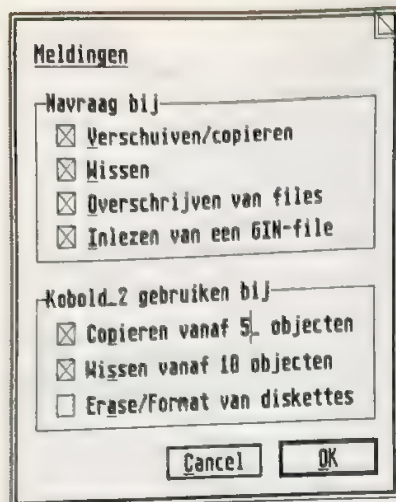 Meldingen
Navraag bij
Verschuiven/copieren
Wissen
Overschrijven van files
Inlezen van een GIN-file
Kobold_2 gebruiken bij
Copieren vanaf 5_ objecten
Wissen vanaf 10 objecten
Erase/Format van diskettes
Cancel
OK